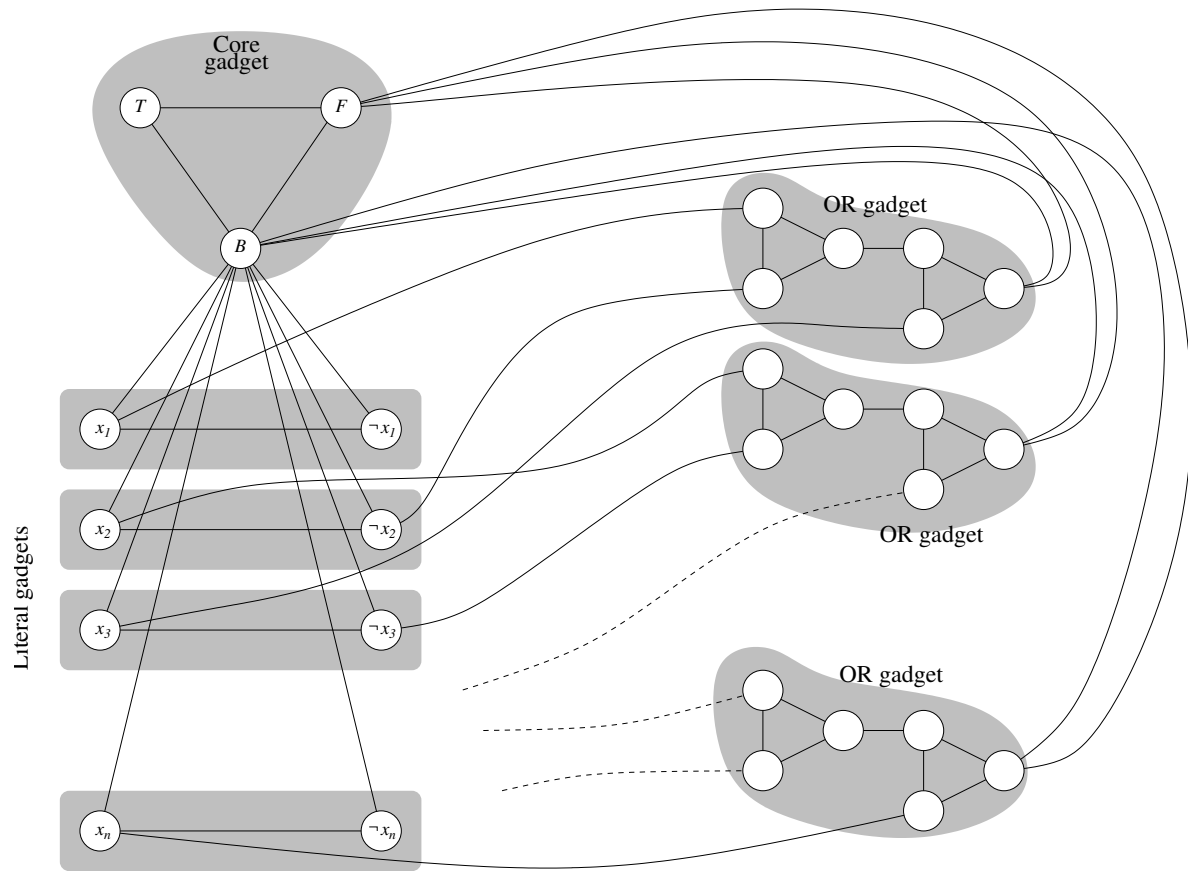 Core
gadget
T
F
B
OR gadget
x₁
¬x₁
x₂
¬x₂
OR gadget
Literal gadgets
x₃
¬x₃
OR gadget
xₙ
¬xₙ